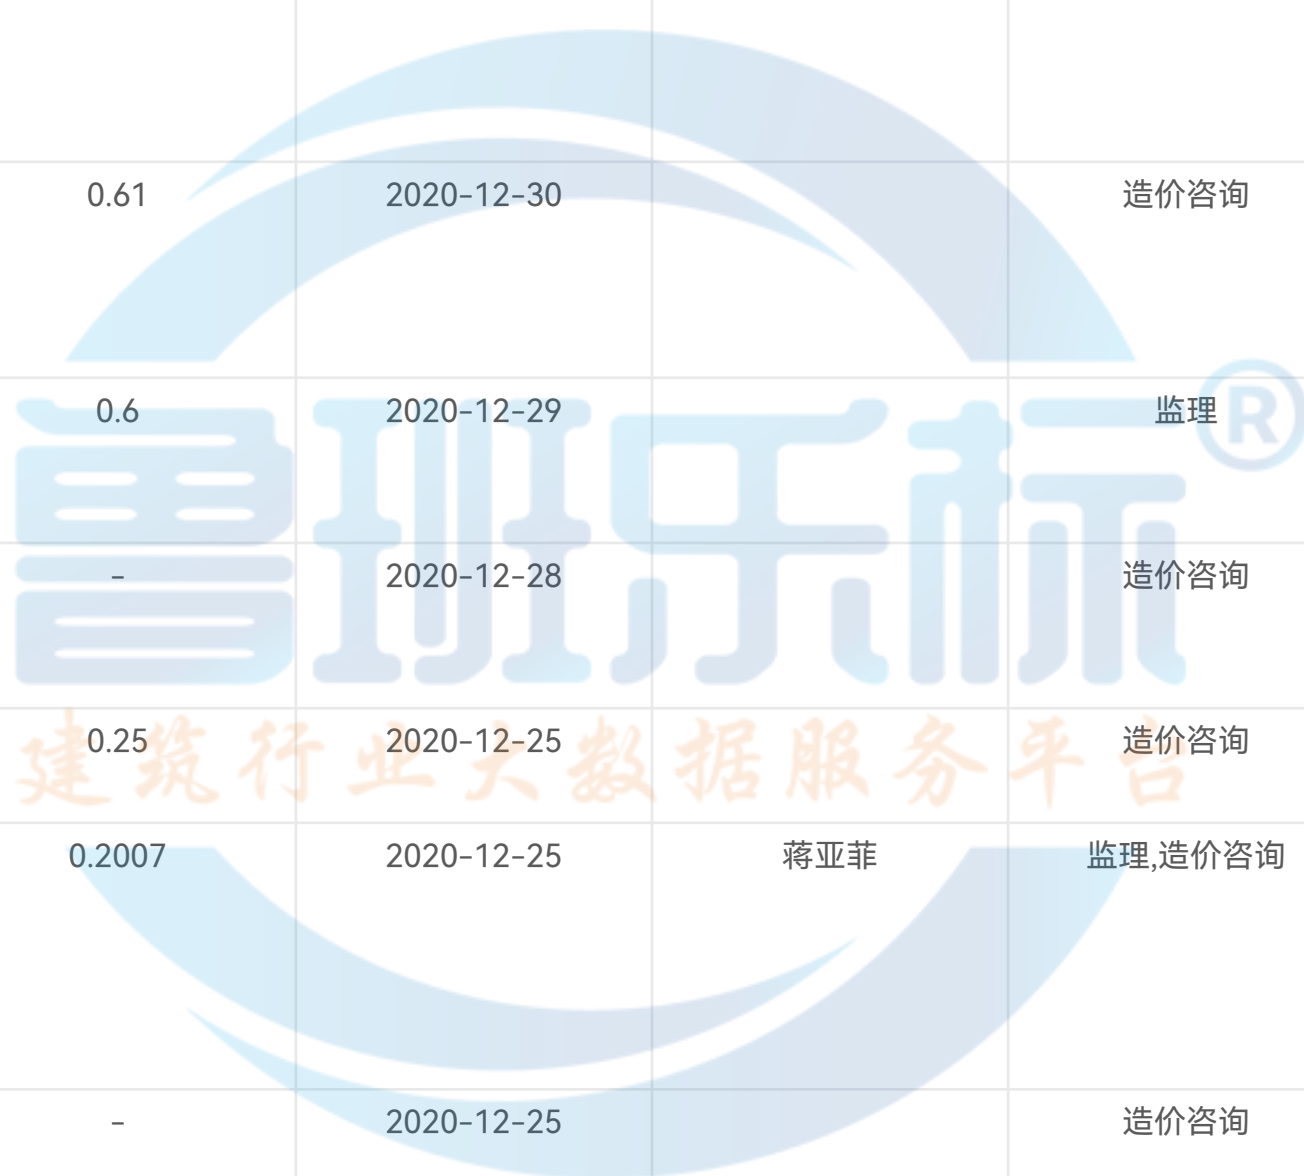 0.61 2020-12-30 造价咨询
0.6 2020-12-29 监理
- 2020-12-28 造价咨询
0.25 2020-12-25 造价咨询
0.2007 2020-12-25 蒋亚菲 监理,造价咨询
- 2020-12-25 造价咨询
鲁班乐标®
建筑行业大数据服务平台